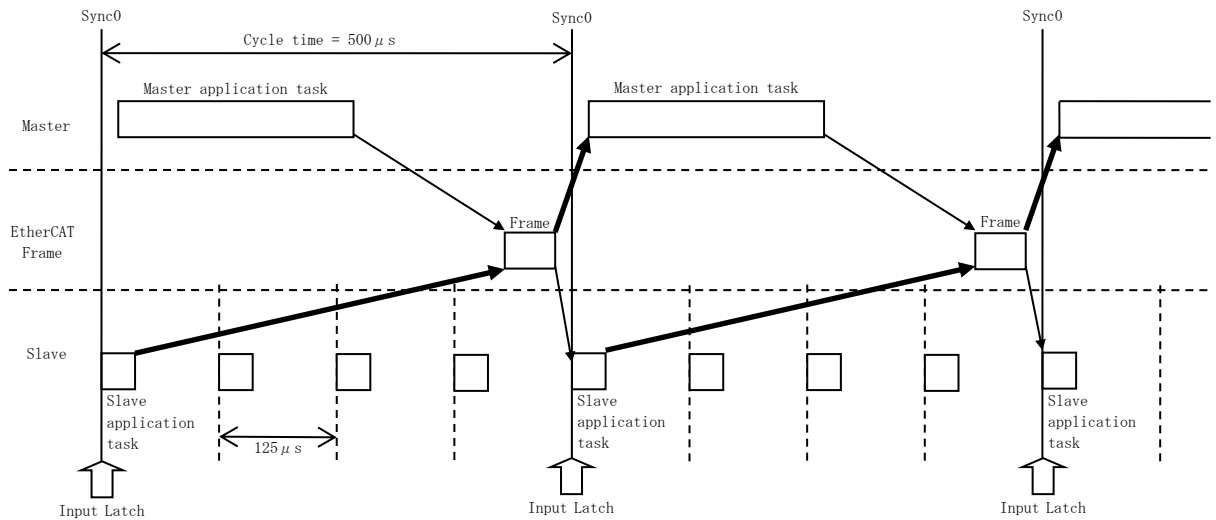 Sync0
Sync0
Sync0
Cycle time = 500μs
Master application task
Master application task
Master
Frame
Frame
EtherCAT
Frame
Slave
Slave
application
task
Slave
application
task
Slave
application
task
125μs
Input Latch
Input Latch
Input Latch